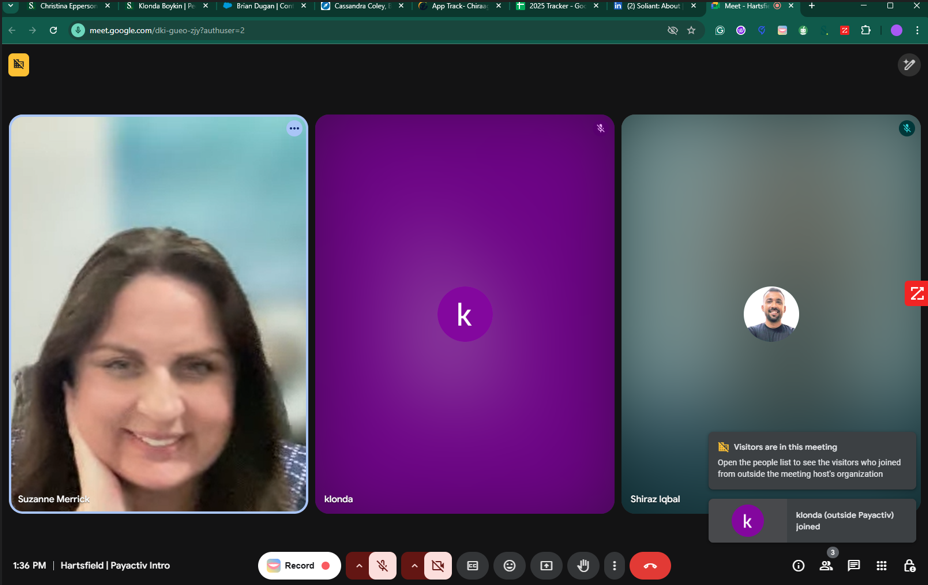 Christina Epperson
Klonda Boykin | Pe
Brian Dugan | Con
Cassandra Coley,
App Track- Chiraa
2025 Tracker - Go
(2) Soliant: About
Meet - Hartsfi
meet.google.com/dki-gueo-zjy?authuser=2
k
Suzanne Merrick
klonda
Shiraz Iqbal
Visitors are in this meeting
Open the people list to see the visitors who joined
from outside the meeting host's organization
k
klonda (outside Payactiv)
joined
3
1:36 PM | Hartsfield | Payactiv Intro
Record